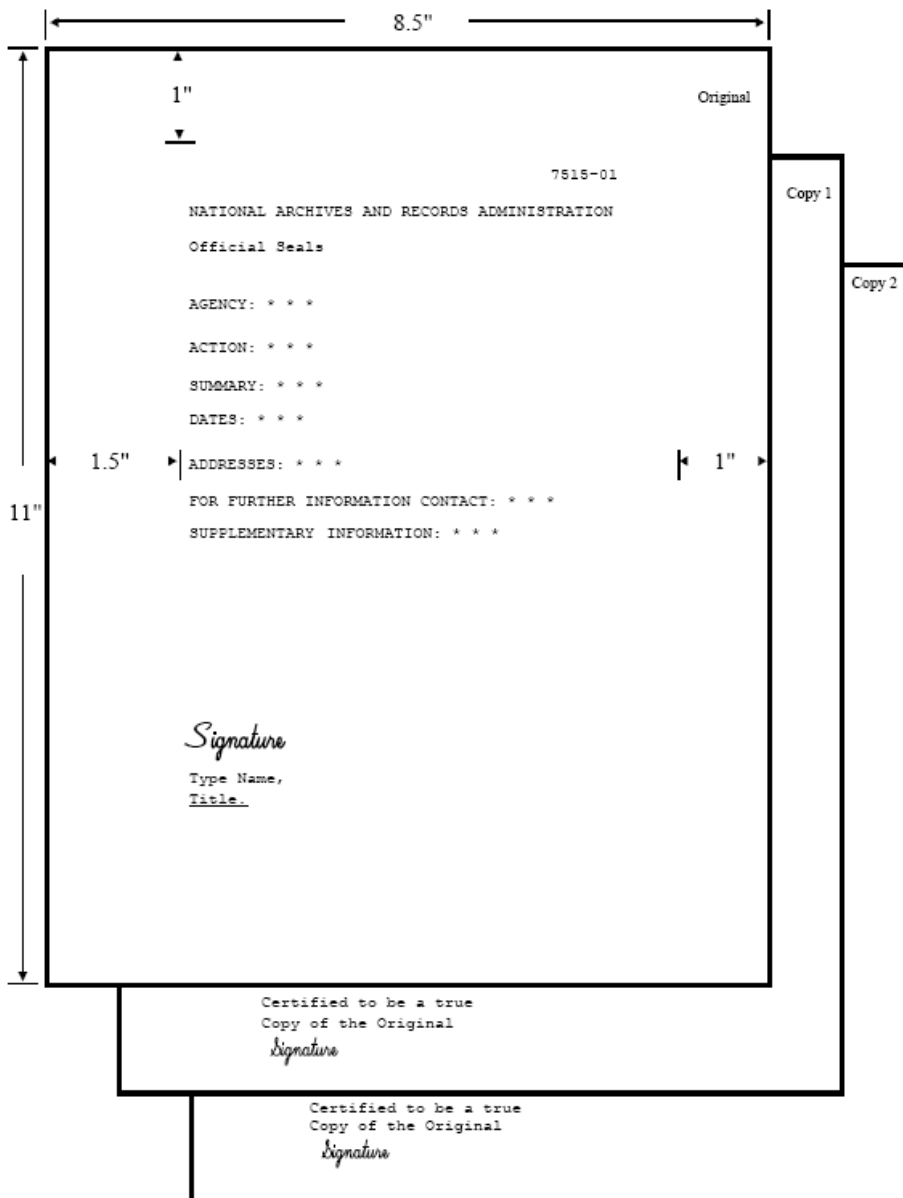 8.5"
1"
Original
7515-01
Copy 1
NATIONAL ARCHIVES AND RECORDS ADMINISTRATION
Official Seals
Copy 2
AGENCY: * * *
ACTION: * * *
SUMMARY: * * *
DATES: * * *
1.5"
ADDRESSES: * * *
1"
FOR FURTHER INFORMATION CONTACT: * * *
11"
SUPPLEMENTARY INFORMATION: * * *
Signature
Type Name,
Title.
Certified to be a true
Copy of the Original
Signature
Certified to be a true
Copy of the Original
Signature